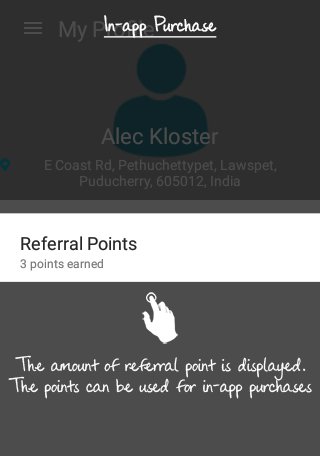 In-app Purchase
My Profile
Alec Kloster
E Coast Rd, Pethuchettypet, Lawspet,
Puducherry, 605012, India
Referral Points
3 points earned
The amount of referral point is displayed.
The points can be used for in-app purchases